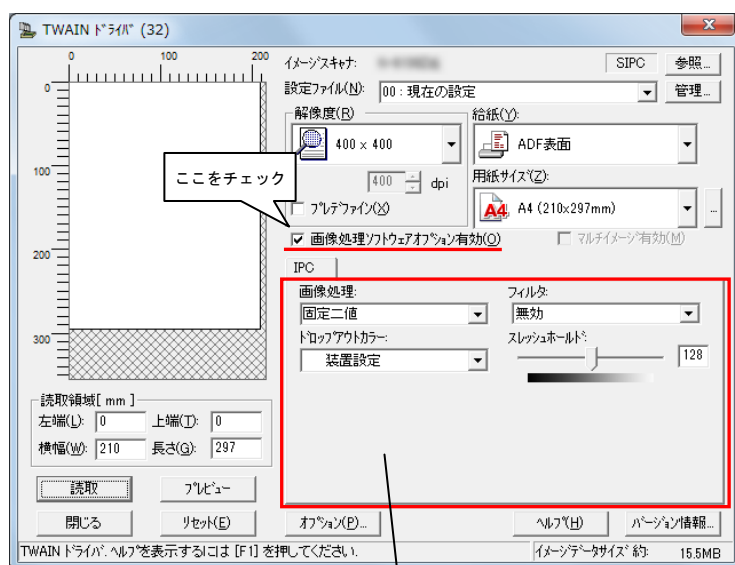 TWAIN ﾄﾞﾗｲﾊﾞ (32)
0 100 200
0
100
200
300
ｲﾒｰｼﾞｽｷｬﾅ:
SIPC
参照...
設定ﾌｧｲﾙ(N): 00 : 現在の設定
管理...
解像度(R)
400 × 400
400 dpi
ﾌﾟﾚﾃﾞﾌｧｲﾝ(X)
給紙(Y):
ADF表面
用紙ｻｲｽﾞ(Z):
A4 A4 (210x297mm)
...
ここをチェック
画像処理ｿﾌﾄｳｪｱｵﾌﾟｼｮﾝ有効(O)
ﾏﾙﾁｲﾒｰｼﾞ有効(M)
IPC
画像処理:
固定二値
ﾄﾞﾛｯﾌﾟｱｳﾄｶﾗｰ:
装置設定
ﾌｨﾙﾀ:
無効
ｽﾚｯｼｭﾎｰﾙﾄﾞ:
128
読取領域[ mm ]
左端(L): 0 上端(T): 0
横幅(W): 210 長さ(G): 297
読取
ﾌﾟﾚﾋﾞｭｰ
閉じる
ﾘｾｯﾄ(E)
ｵﾌﾟｼｮﾝ(P)...
ﾍﾙﾌﾟ(H)
ﾊﾞｰｼﾞｮﾝ情報...
TWAIN ﾄﾞﾗｲﾊﾞ. ﾍﾙﾌﾟを表示するには [F1] を押してください.
ｲﾒｰｼﾞﾃﾞｰﾀｻｲｽﾞ 約: 15.5MB